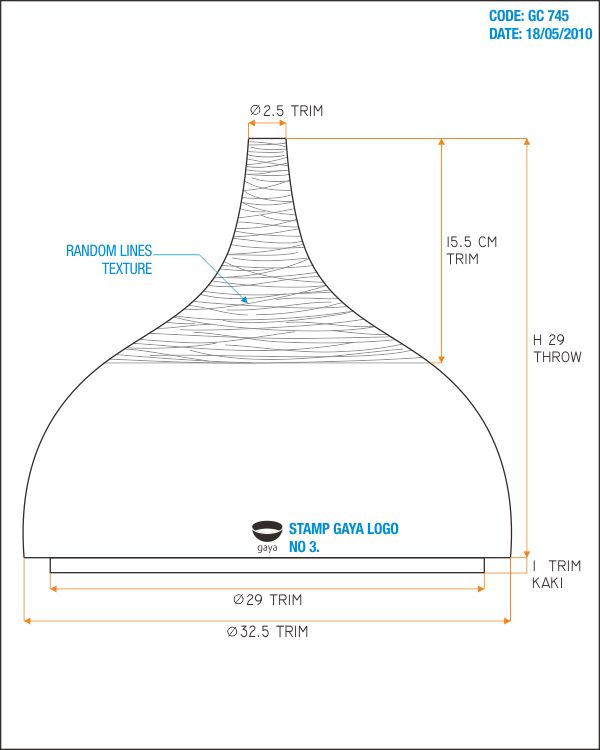 CODE: GC 745
DATE: 18/05/2010
Ø2.5 TRIM
RANDOM LINES
TEXTURE
15.5 CM
TRIM
H 29
THROW
gaya
STAMP GAYA LOGO
NO 3.
1 TRIM
KAKI
Ø29 TRIM
Ø32.5 TRIM